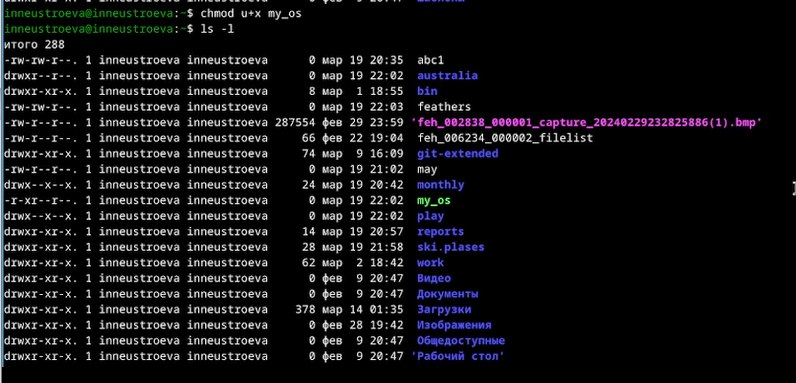 inneustroeva@inneustroeva:~$ chmod u+x my_os
inneustroeva@inneustroeva:~$ ls -l
итого 288
-rw-rw-r--. 1 inneustroeva inneustroeva 0 мар 19 20:35 abc1
drwxr--r--. 1 inneustroeva inneustroeva 0 мар 19 22:02 australia
drwxr-xr-x. 1 inneustroeva inneustroeva 8 мар 1 18:55 bin
-rw-rw-r--. 1 inneustroeva inneustroeva 0 мар 19 22:03 feathers
-rw-r--r--. 1 inneustroeva inneustroeva 287554 фев 29 23:59 'feh_002838_000001_capture_20240229232825886(1).bmp'
-rw-r--r--. 1 inneustroeva inneustroeva 66 фев 22 19:04 feh_006234_000002_filelist
drwxr-xr-x. 1 inneustroeva inneustroeva 74 мар 9 16:09 git-extended
-rw-r--r--. 1 inneustroeva inneustroeva 0 мар 19 21:02 may
drwx--x--x. 1 inneustroeva inneustroeva 24 мар 19 20:42 monthly
-r-xr--r--. 1 inneustroeva inneustroeva 0 мар 19 22:02 my_os
drwx--x--x. 1 inneustroeva inneustroeva 0 мар 19 22:02 play
drwxr-xr-x. 1 inneustroeva inneustroeva 14 мар 19 20:57 reports
drwxr-xr-x. 1 inneustroeva inneustroeva 28 мар 19 21:58 ski.plases
drwxr-xr-x. 1 inneustroeva inneustroeva 62 мар 2 18:42 work
drwxr-xr-x. 1 inneustroeva inneustroeva 0 фев 9 20:47 Видео
drwxr-xr-x. 1 inneustroeva inneustroeva 0 фев 9 20:47 Документы
drwxr-xr-x. 1 inneustroeva inneustroeva 378 мар 14 01:35 Загрузки
drwxr-xr-x. 1 inneustroeva inneustroeva 0 фев 28 19:42 Изображения
drwxr-xr-x. 1 inneustroeva inneustroeva 0 фев 9 20:47 Общедоступные
drwxr-xr-x. 1 inneustroeva inneustroeva 0 фев 9 20:47 'Рабочий стол'